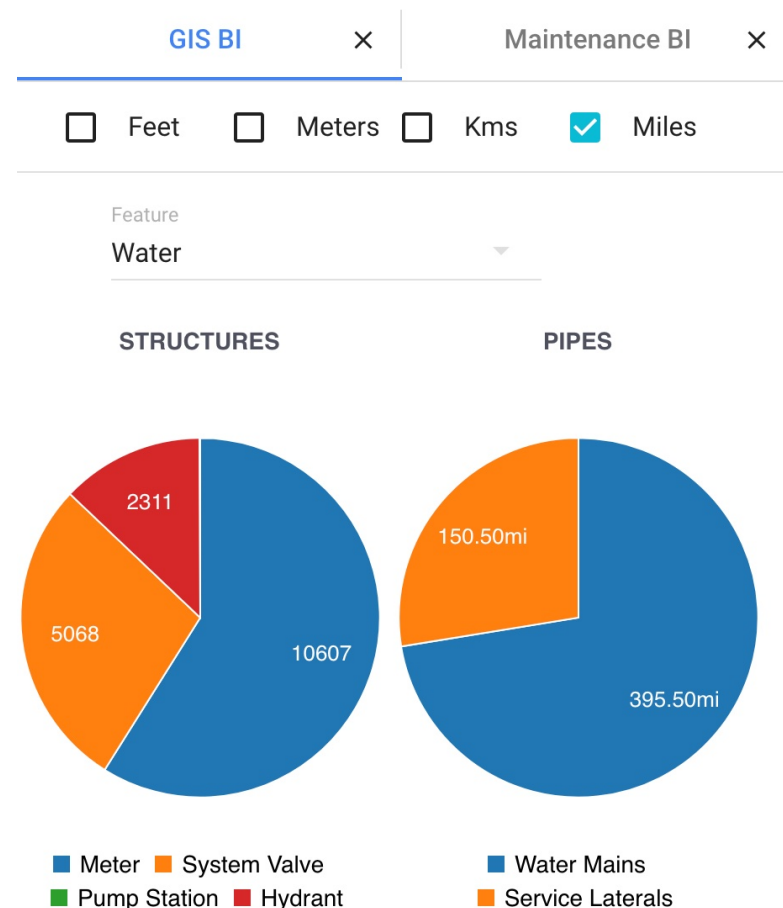 GIS BI × Maintenance BI ×
Feet Meters Kms Miles
Feature
Water
STRUCTURES PIPES
2311
150.50mi
5068
10607
395.50mi
Meter System Valve
Pump Station Hydrant
Water Mains
Service Laterals